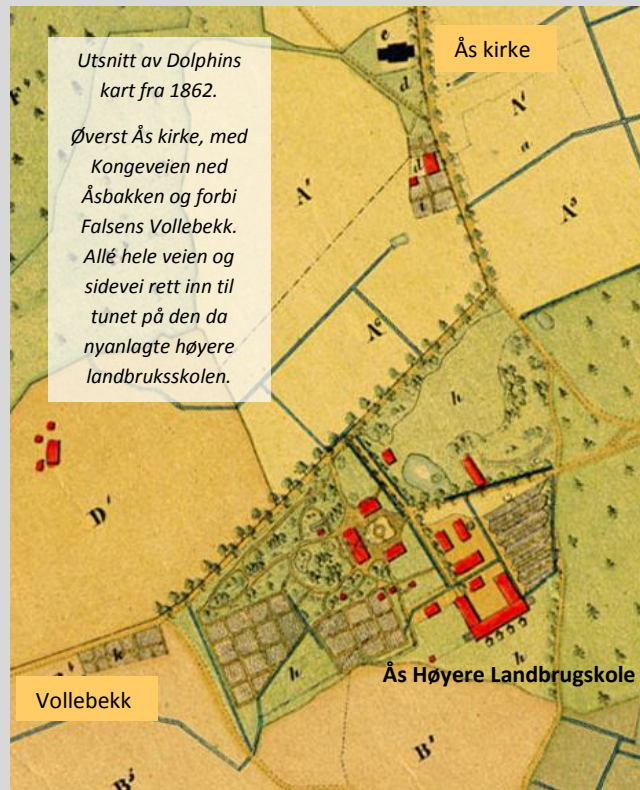 Utsnitt av Dolphins
kart fra 1862.
Øverst Ås kirke, med
Kongeveien ned
Åsbakken og forbi
Falsens Vollebekk.
Allé hele veien og
sidevei rett inn til
tunet på den da
nyanlagte høyere
landbruksskolen.
Ås kirke
e
d
A'
a
d
i
A'
h
D'
k
h
Ås Høyere Landbrugskole
h
Vollebekk
B'